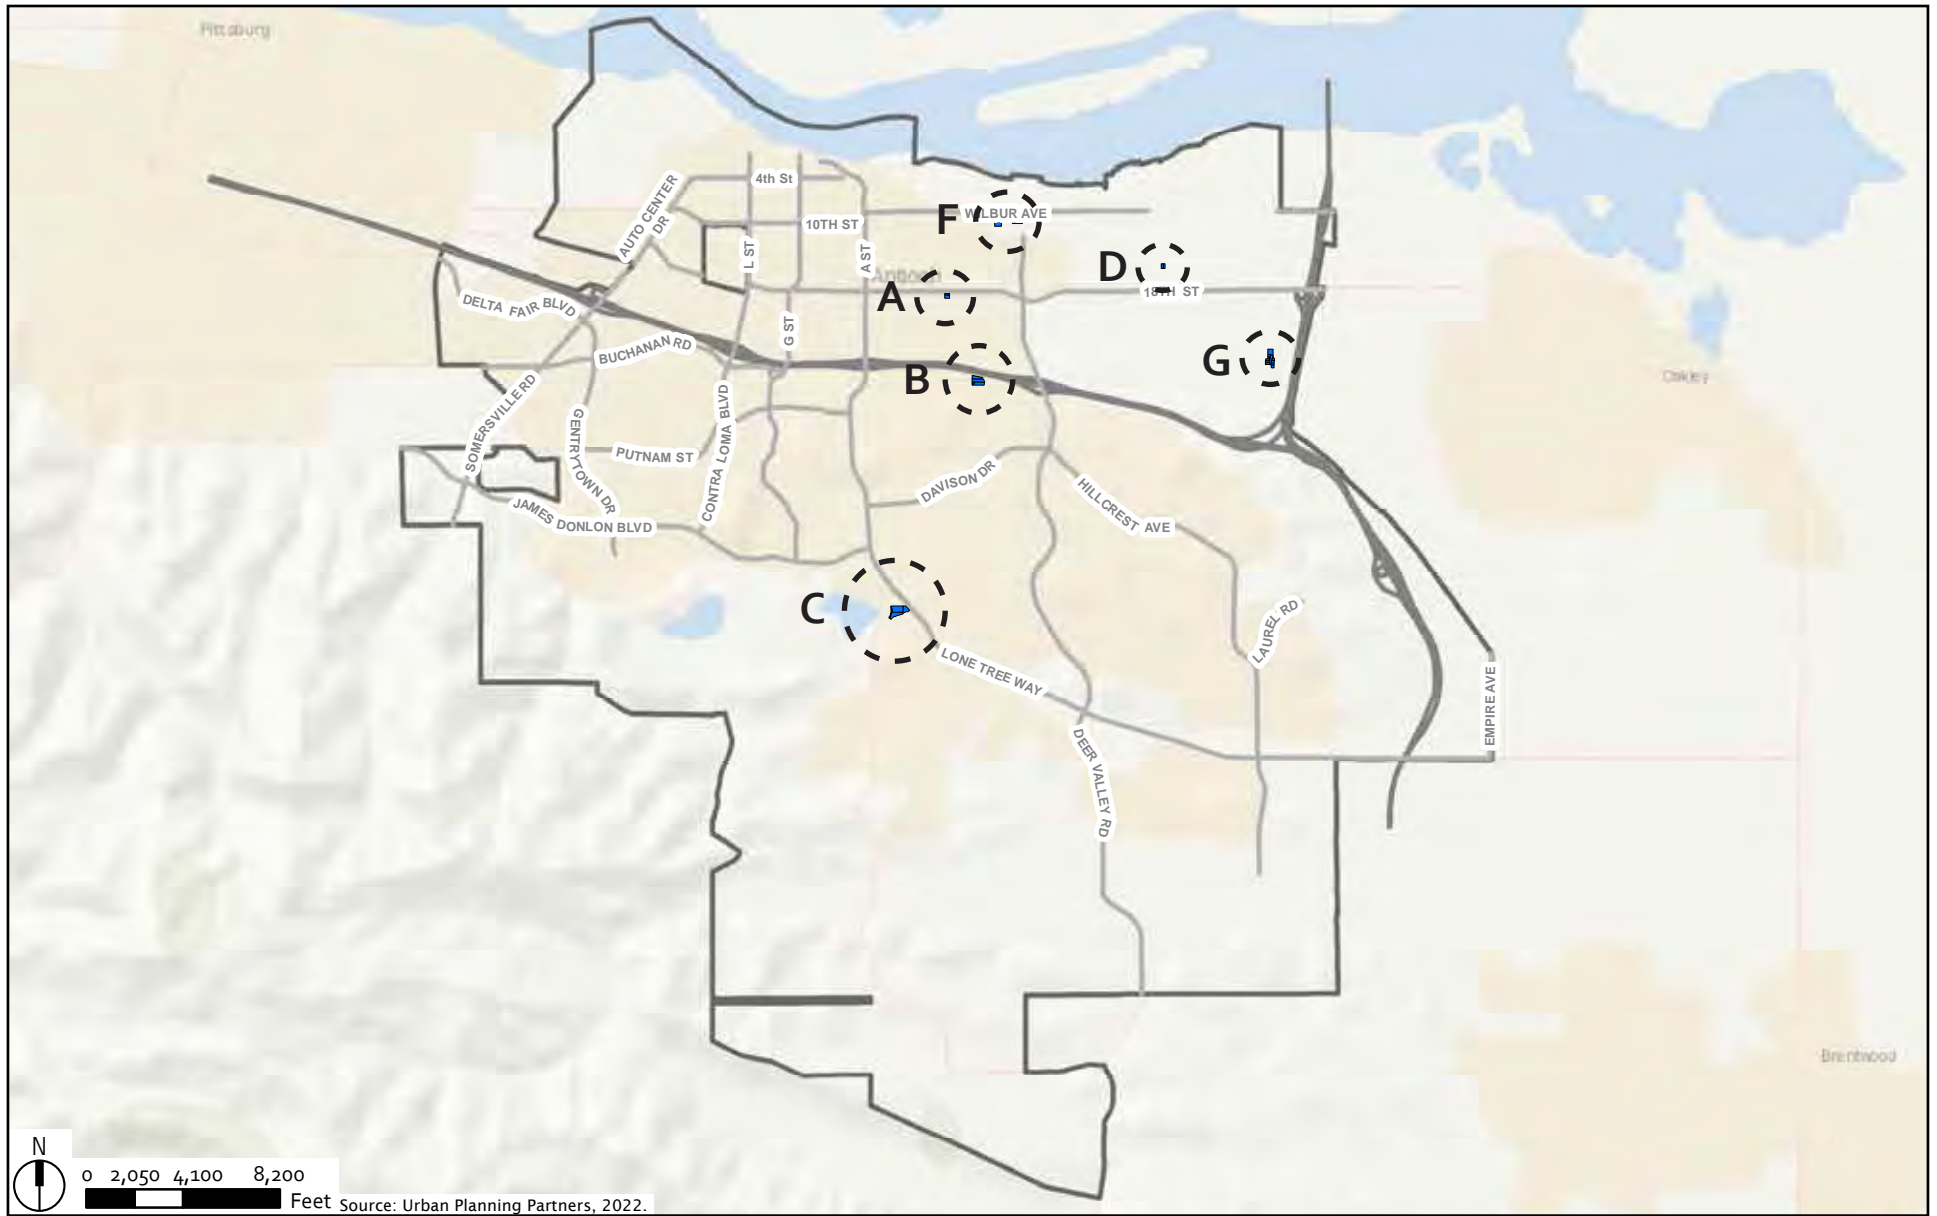 Pittsburg
4th St
AUTO CENTER
DR
F
WILBUR AVE
10TH ST
L ST
A ST
Antioch
D
A
18TH ST
DELTA FAIR BLVD
G ST
BUCHANAN RD
B
G
Oakley
SOMERSVILLE RD
GENTRYTOWN DR
CONTRA LOMA BLVD
PUTNAM ST
DAVISON DR
HILLCREST AVE
JAMES DONLON BLVD
C
LAUREL RD
LONE TREE WAY
EMPIRE AVE
DEER VALLEY RD
Brentwood
N
0 2,050 4,100 8,200
Feet
Source: Urban Planning Partners, 2022.